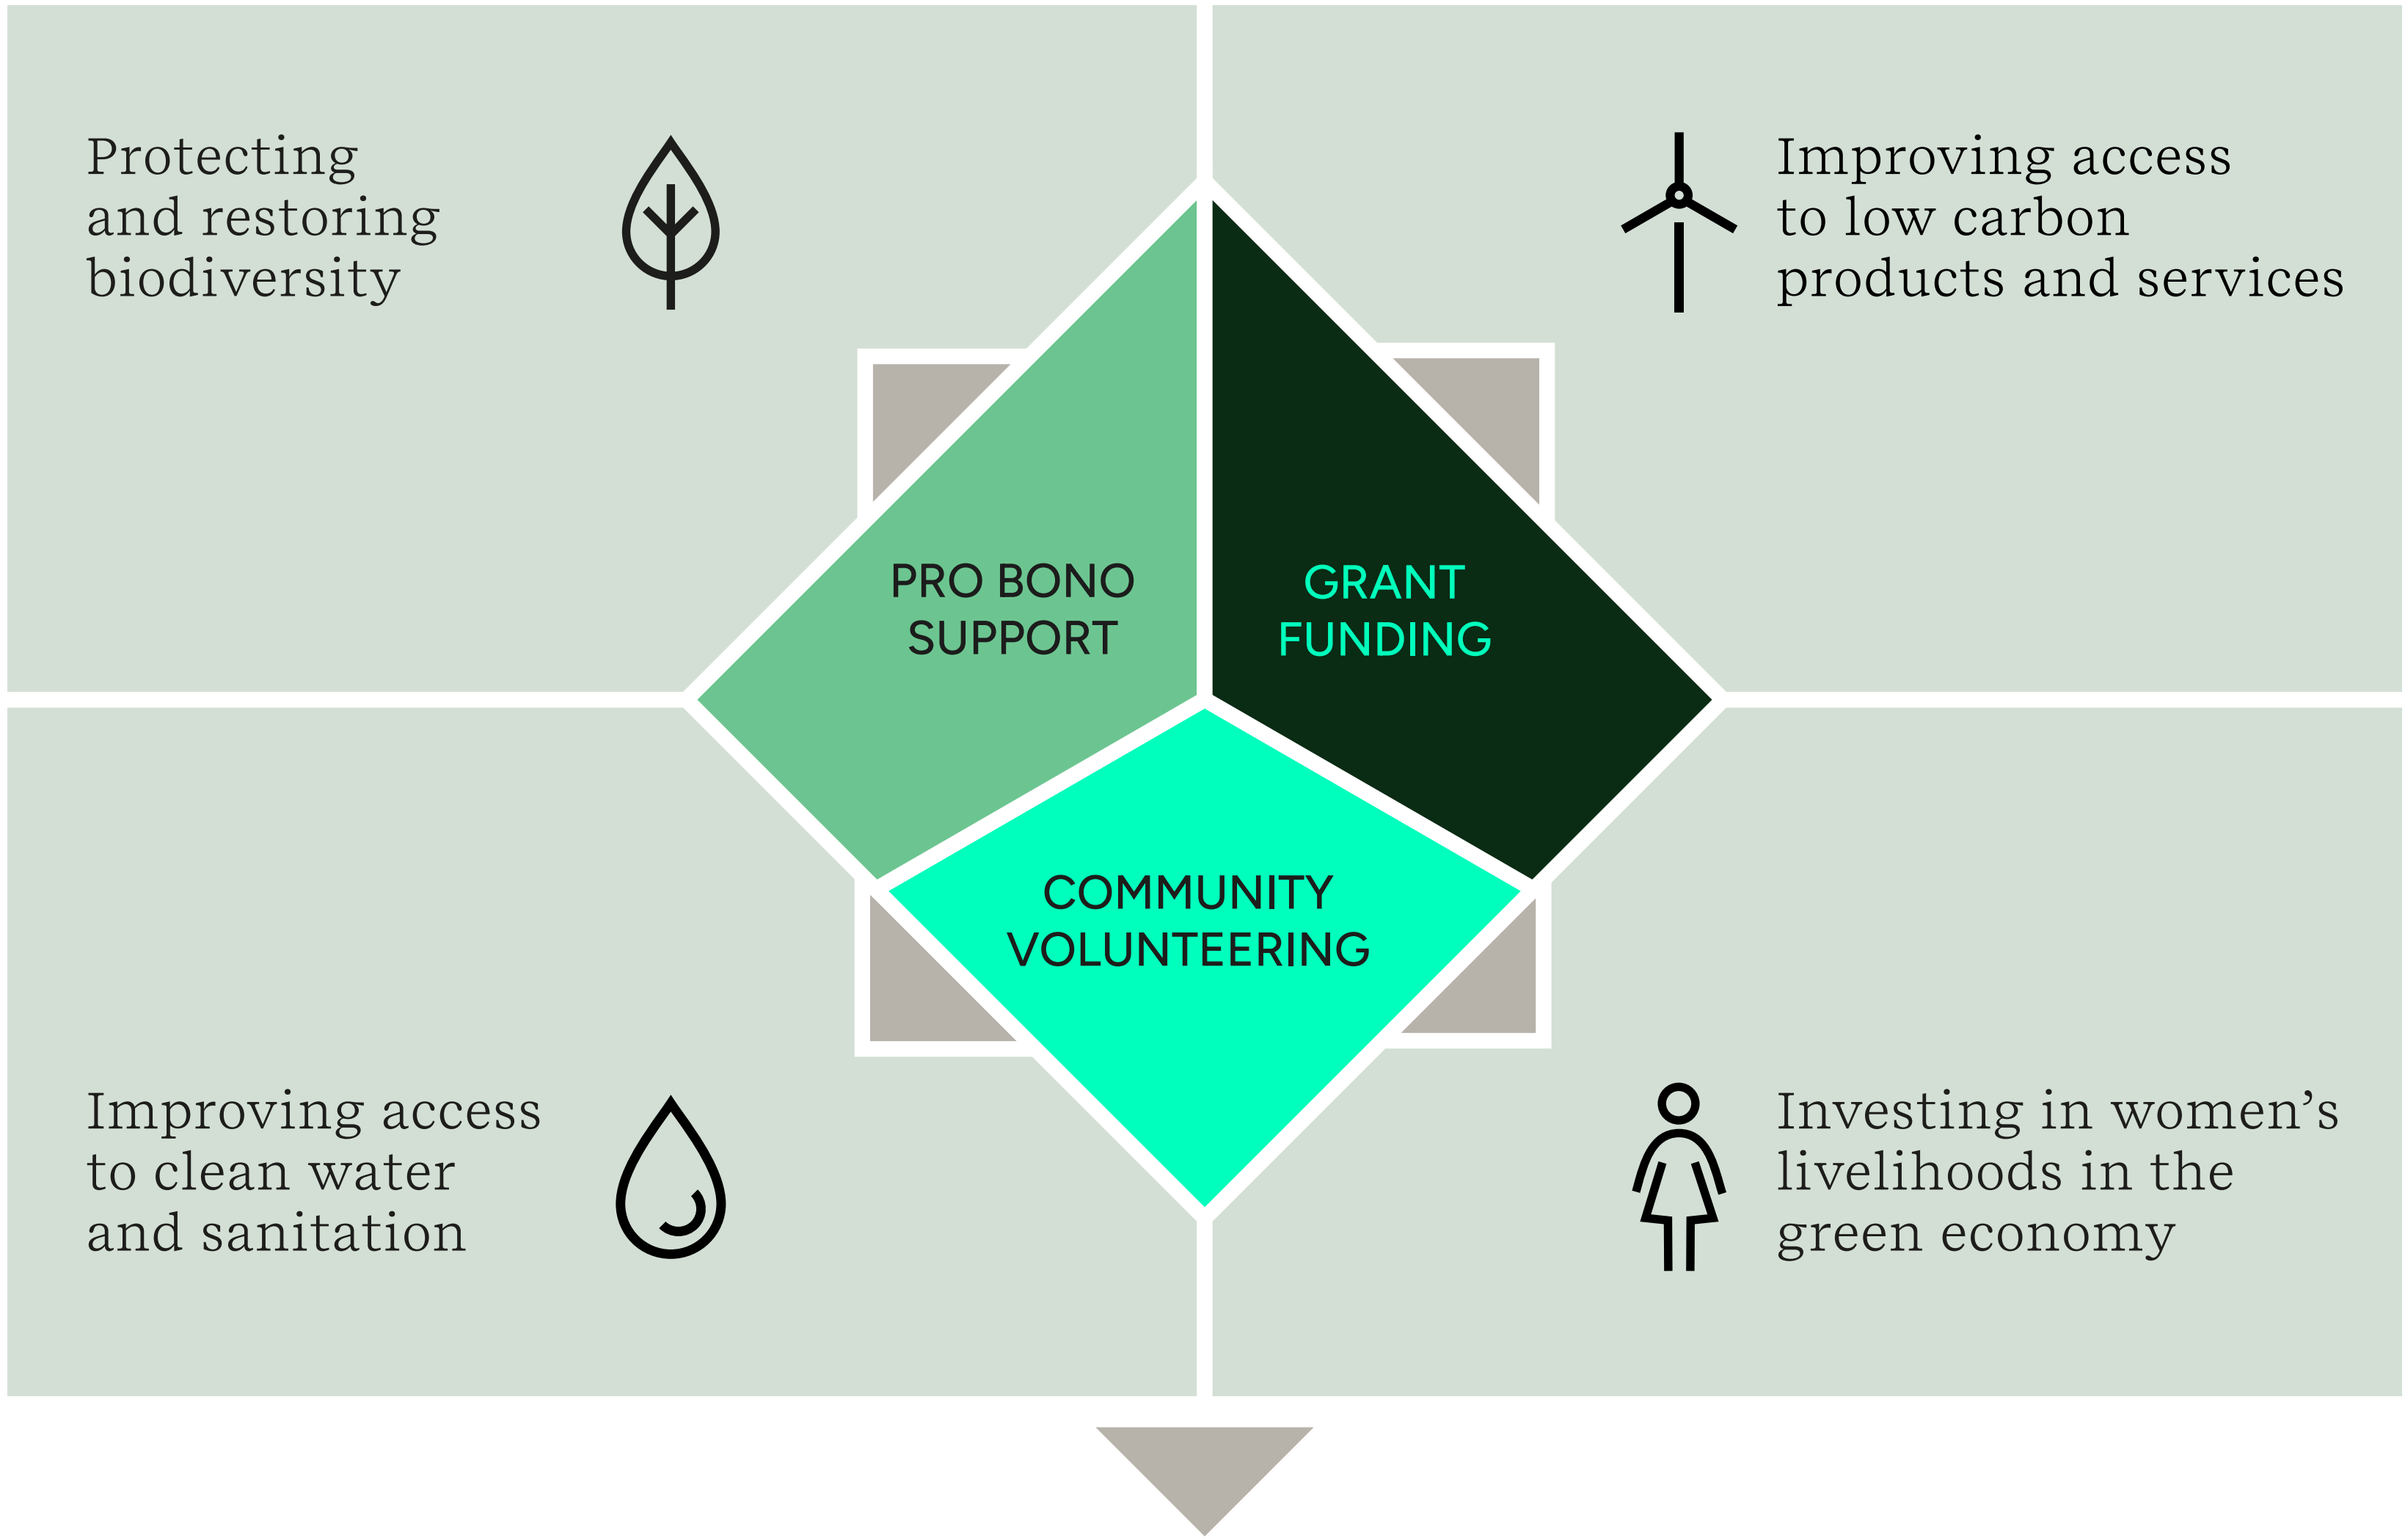 Protecting
and restoring
biodiversity
Improving access
to low carbon
products and services
PRO BONO
SUPPORT
GRANT
FUNDING
COMMUNITY
VOLUNTEERING
Improving access
to clean water
and sanitation
Investing in women’s
livelihoods in the
green economy